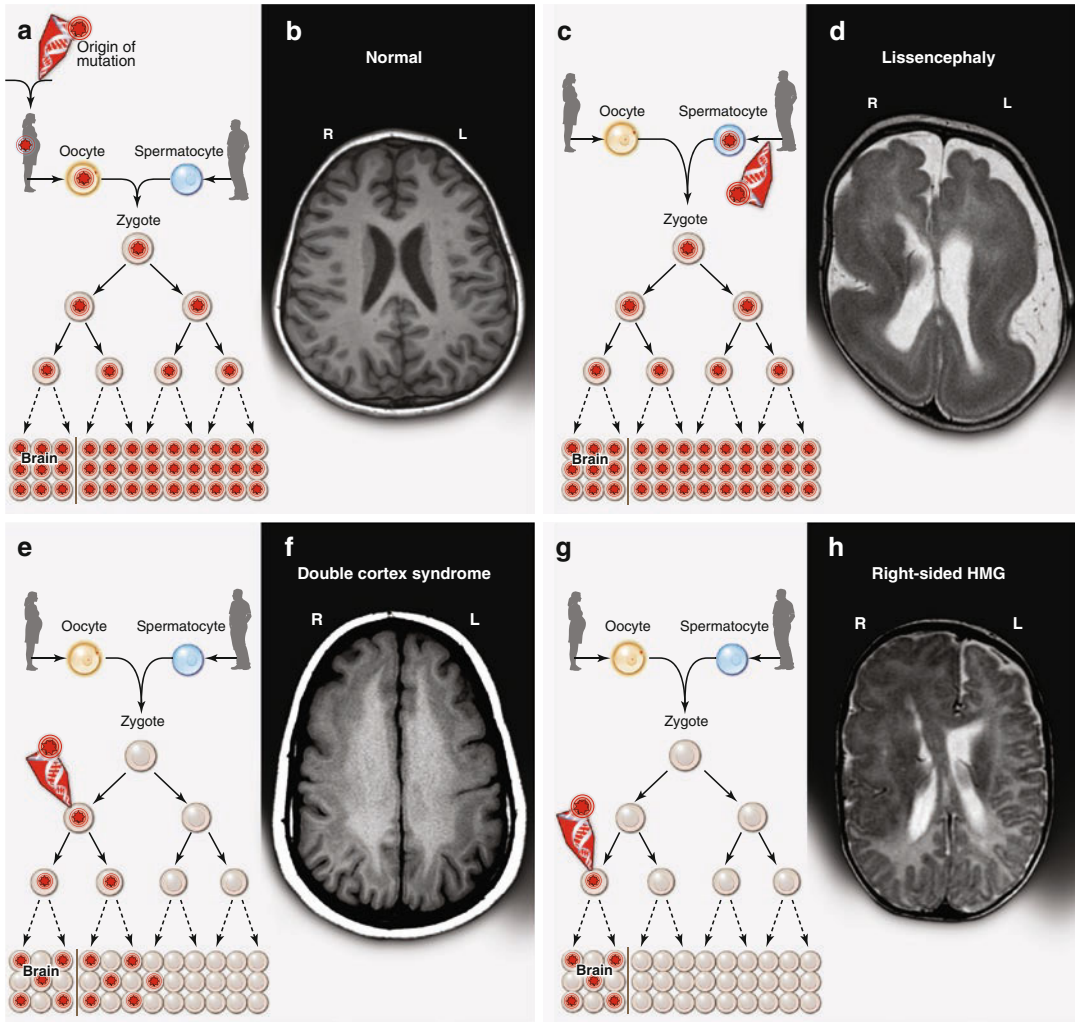 a
Origin of
mutation
Oocyte
Spermatocyte
Zygote
Brain
b
Normal
R
L
c
Oocyte
Spermatocyte
Zygote
Brain
d
Lissencephaly
R
L
e
Oocyte
Spermatocyte
Zygote
Brain
f
Double cortex syndrome
R
L
g
Oocyte
Spermatocyte
Zygote
Brain
h
Right-sided HMG
R
L